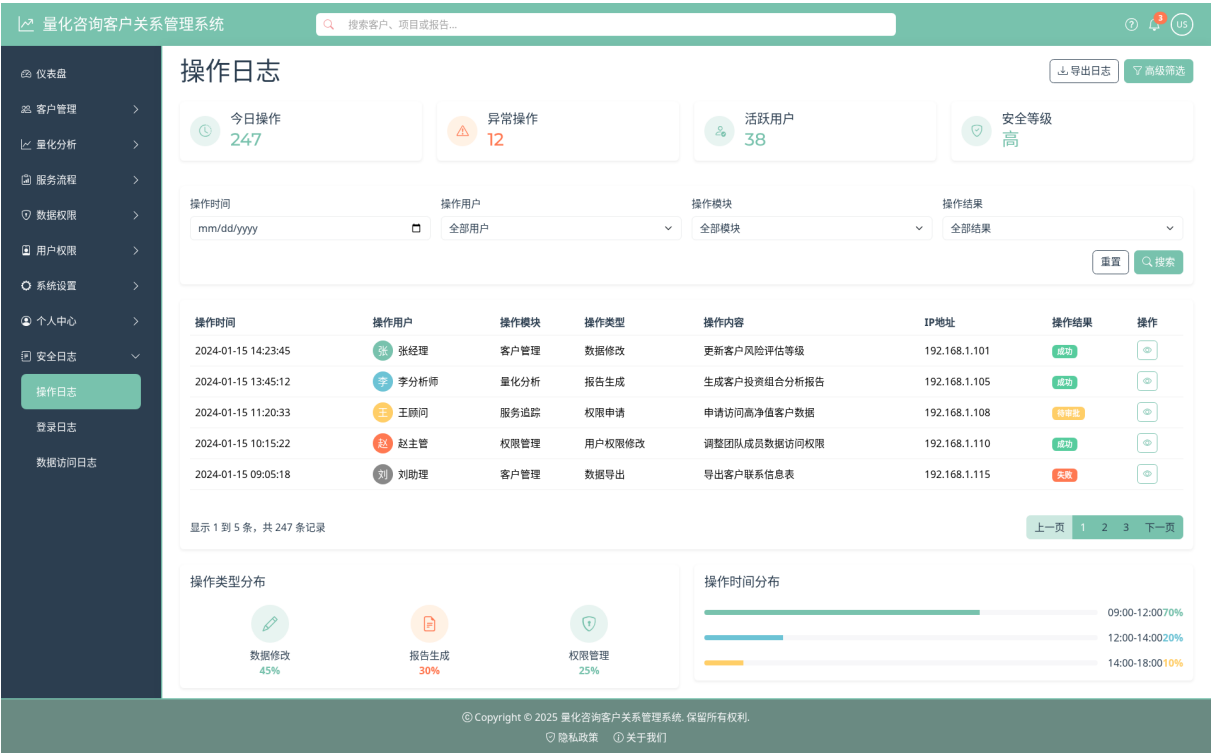 量化咨询客户关系管理系统
搜索客户、项目或报告...
3
US
仪表盘
客户管理
量化分析
服务流程
数据权限
用户权限
系统设置
个人中心
安全日志
操作日志
登录日志
数据访问日志
操作日志
导出日志
高级筛选
今日操作
247
异常操作
12
活跃用户
38
安全等级
高
操作时间 操作用户 操作模块 操作结果
mm/dd/yyyy 全部用户 全部模块 全部结果
重置 搜索
操作时间 操作用户 操作模块 操作类型 操作内容 IP地址 操作结果 操作
2024-01-15 14:23:45 张 张经理 客户管理 数据修改 更新客户风险评估等级 192.168.1.101 成功
2024-01-15 13:45:12 李 李分析师 量化分析 报告生成 生成客户投资组合分析报告 192.168.1.105 成功
2024-01-15 11:20:33 王 王顾问 服务追踪 权限申请 申请访问高净值客户数据 192.168.1.108 待审批
2024-01-15 10:15:22 赵 赵主管 权限管理 用户权限修改 调整团队成员数据访问权限 192.168.1.110 成功
2024-01-15 09:05:18 刘 刘助理 客户管理 数据导出 导出客户联系信息表 192.168.1.115 失败
显示 1 到 5 条，共 247 条记录
上一页 1 2 3 下一页
操作类型分布
数据修改 报告生成 权限管理
45% 30% 25%
操作时间分布
09:00-12:0070%
12:00-14:0020%
14:00-18:0010%
© Copyright © 2025 量化咨询客户关系管理系统. 保留所有权利.
隐私政策 关于我们